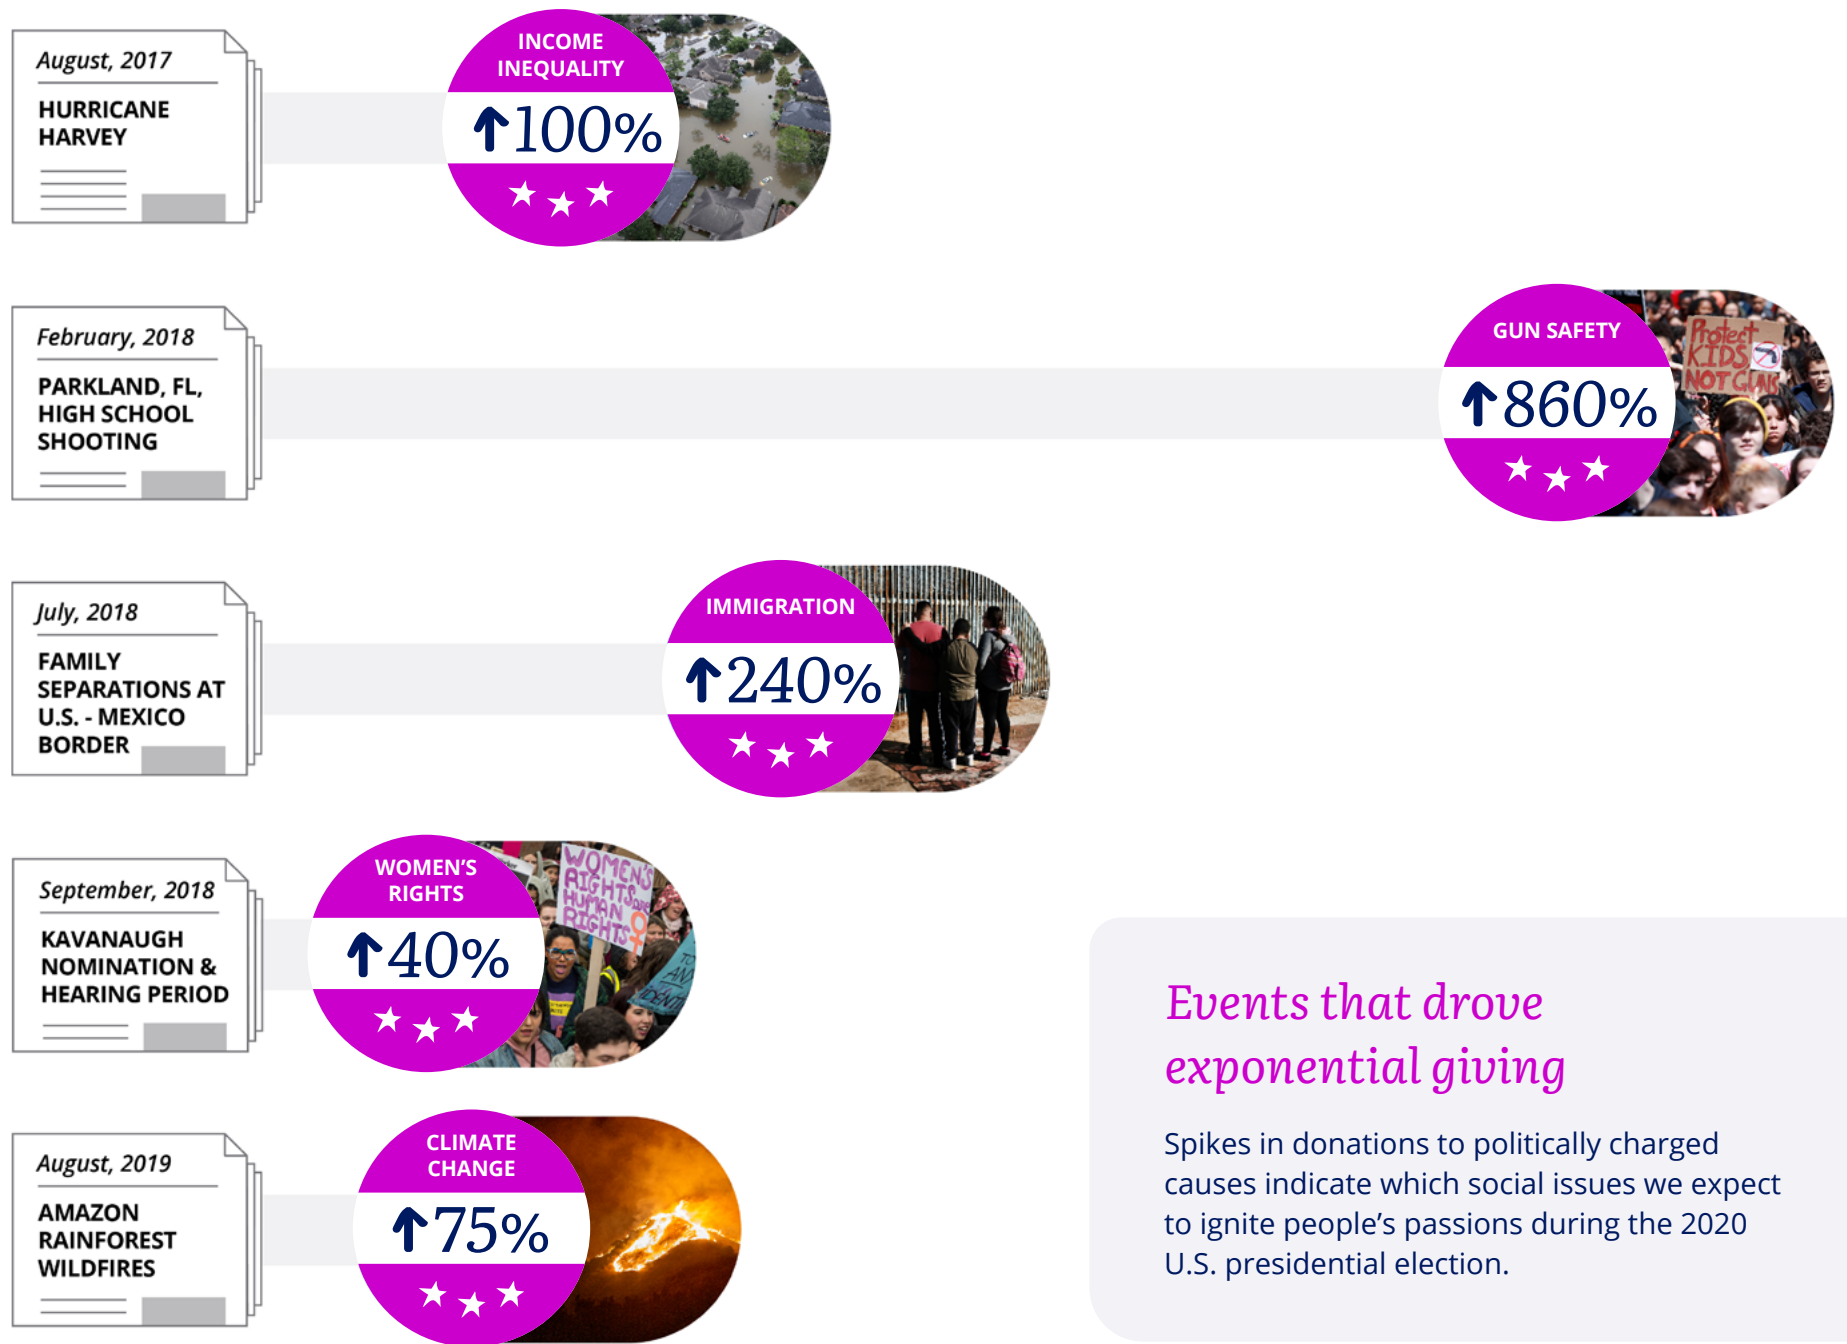 August, 2017
HURRICANE
HARVEY
INCOME
INEQUALITY
↑100%
February, 2018
PARKLAND, FL,
HIGH SCHOOL
SHOOTING
GUN SAFETY
↑860%
Protect
KIDS
NOT GUNS
July, 2018
FAMILY
SEPARATIONS AT
U.S. - MEXICO
BORDER
IMMIGRATION
↑240%
September, 2018
KAVANAUGH
NOMINATION &
HEARING PERIOD
WOMEN'S
RIGHTS
↑40%
WOMEN'S
RIGHTS are
HUMAN
RIGHTS
August, 2019
AMAZON
RAINFOREST
WILDFIRES
CLIMATE
CHANGE
↑75%
Events that drove
exponential giving
Spikes in donations to politically charged
causes indicate which social issues we expect
to ignite people's passions during the 2020
U.S. presidential election.